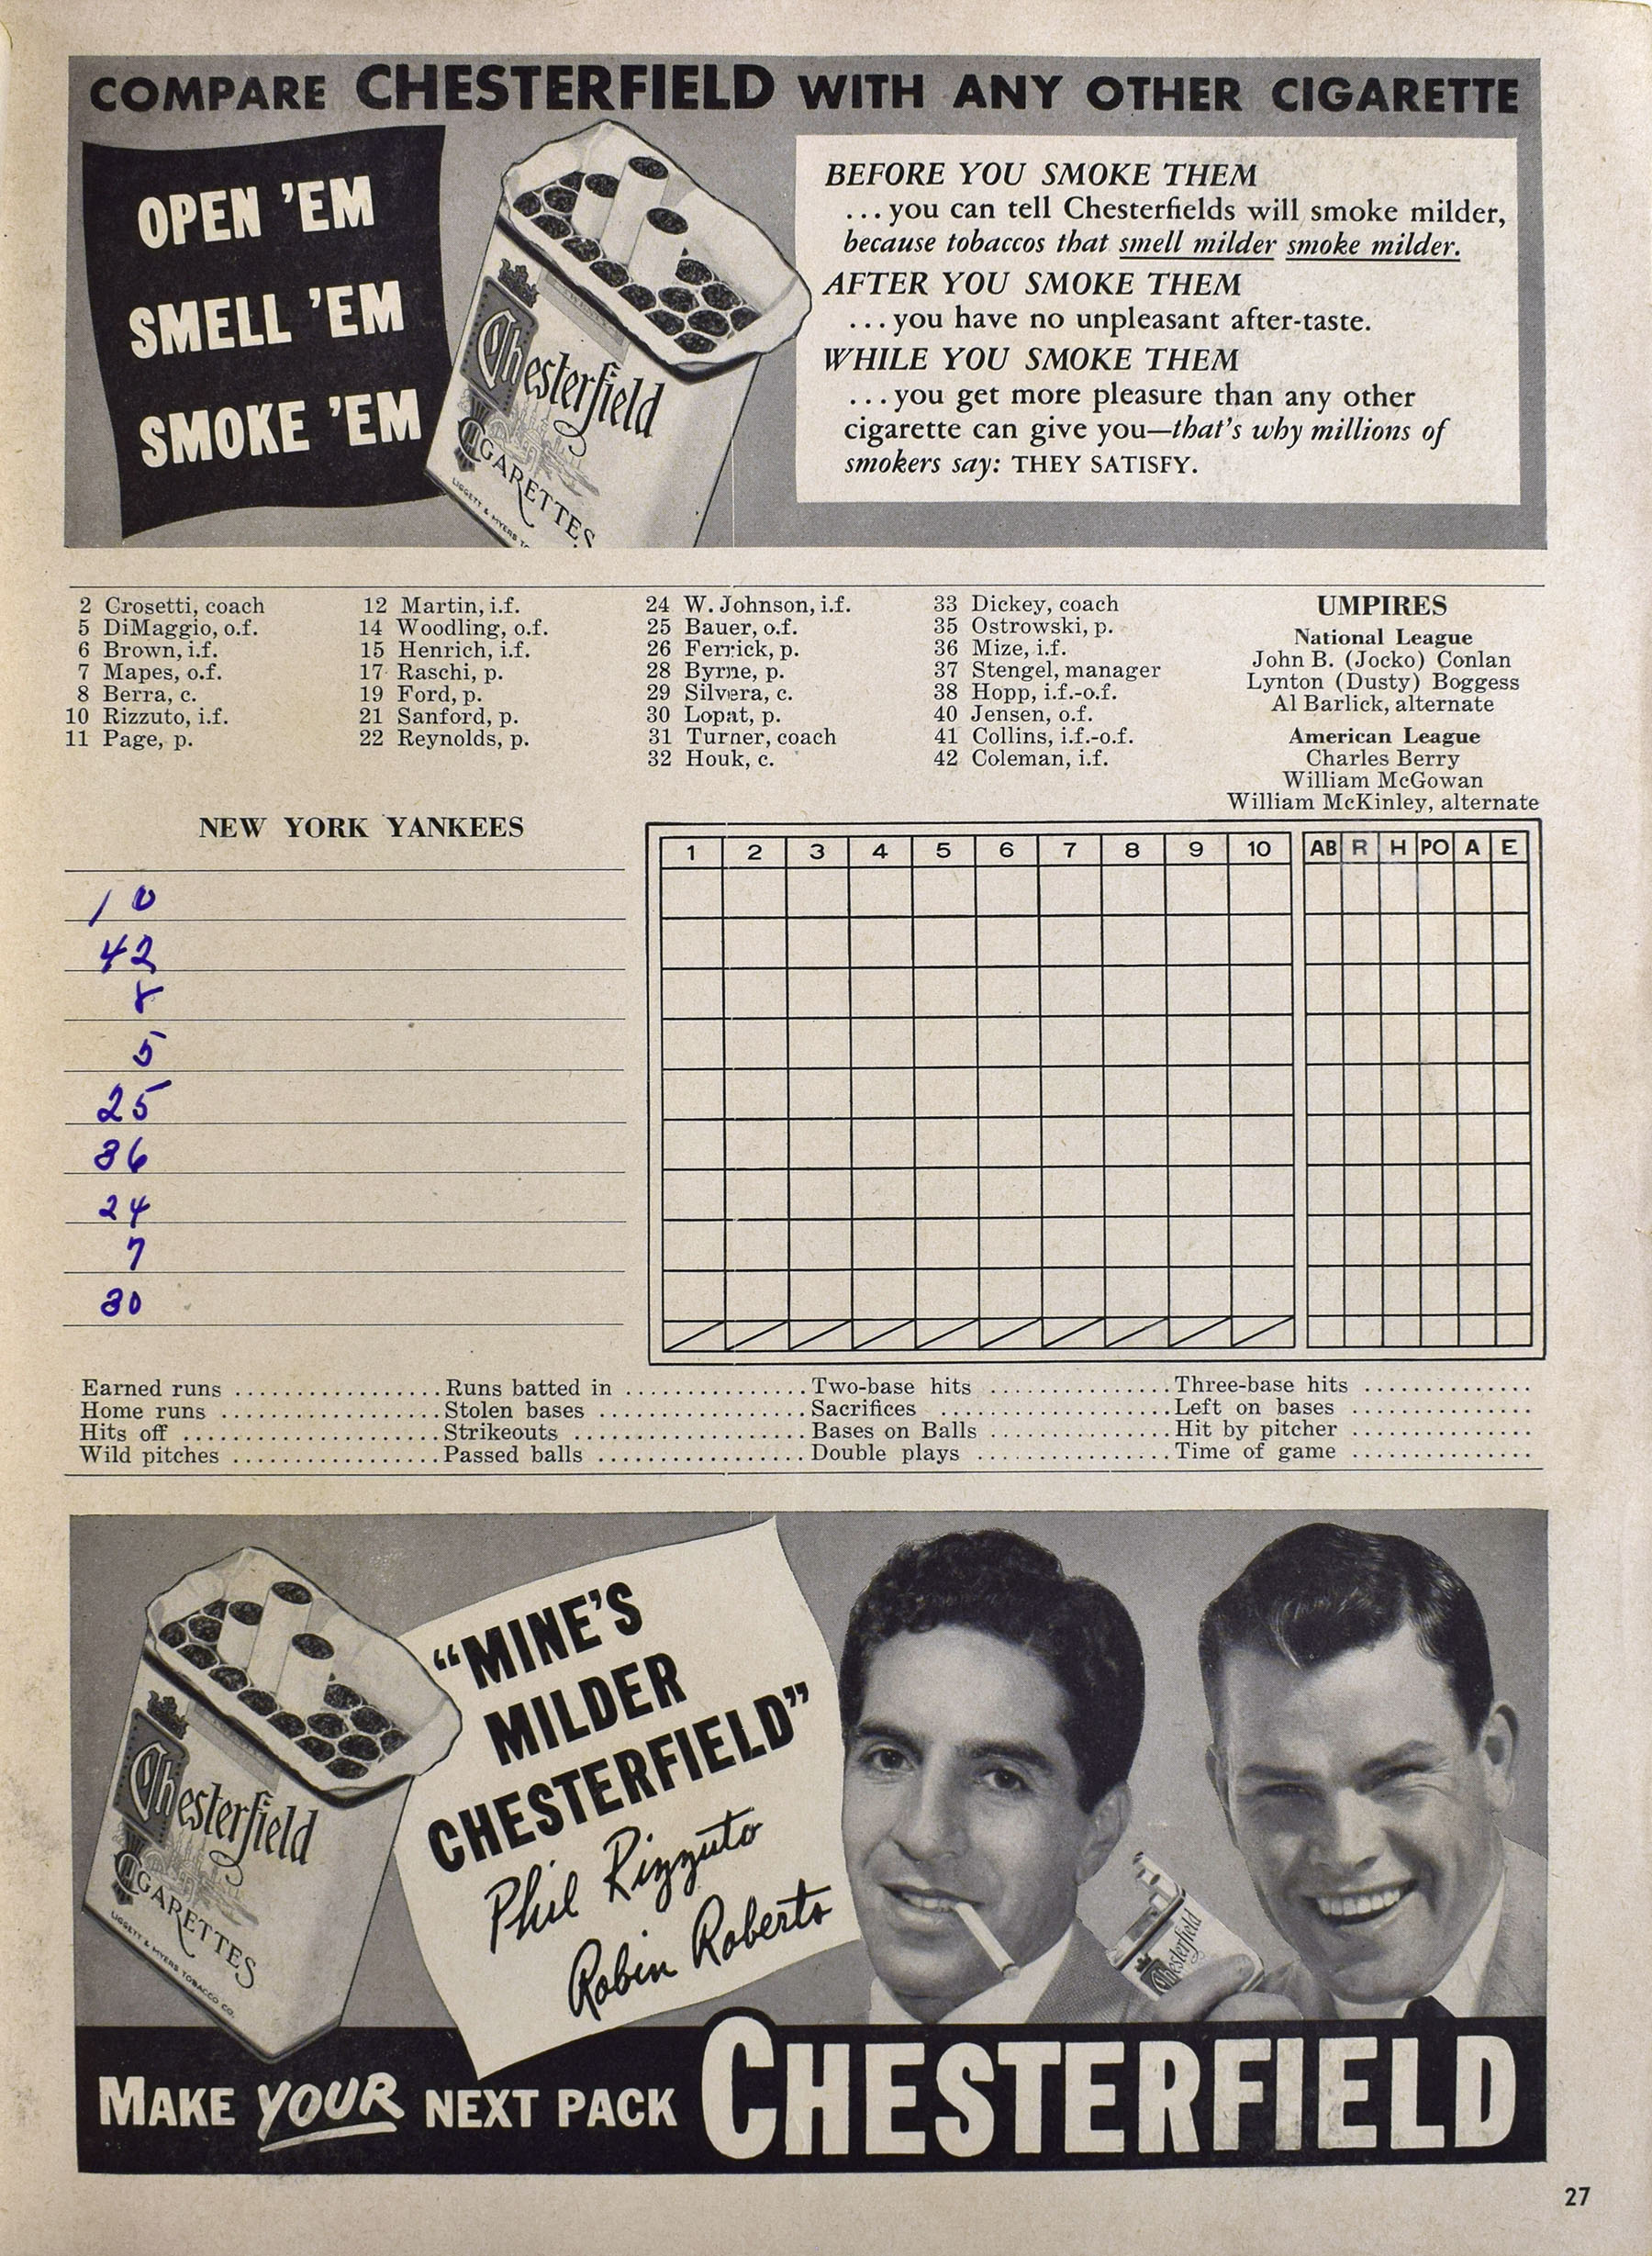 COMPARE CHESTERFIELD WITH ANY OTHER CIGARETTE
OPEN 'EM
SMELL 'EM
SMOKE 'EM
Chesterfield
CIGARETTES
LIGGETT & MYERS TO
BEFORE YOU SMOKE THEM
...you can tell Chesterfields will smoke milder,
because tobaccos that smell milder smoke milder.
AFTER YOU SMOKE THEM
...you have no unpleasant after-taste.
WHILE YOU SMOKE THEM
...you get more pleasure than any other
cigarette can give you—that's why millions of
smokers say: THEY SATISFY.
2 Crosetti, coach
5 DiMaggio, o.f.
6 Brown, i.f.
7 Mapes, o.f.
8 Berra, c.
10 Rizzuto, i.f.
11 Page, p.
12 Martin, i.f.
14 Woodling, o.f.
15 Henrich, i.f.
17 Raschi, p.
19 Ford, p.
21 Sanford, p.
22 Reynolds, p.
24 W. Johnson, i.f.
25 Bauer, o.f.
26 Ferrick, p.
28 Byrne, p.
29 Silvera, c.
30 Lopat, p.
31 Turner, coach
32 Houk, c.
33 Dickey, coach
35 Ostrowski, p.
36 Mize, i.f.
37 Stengel, manager
38 Hopp, i.f.-o.f.
40 Jensen, o.f.
41 Collins, i.f.-o.f.
42 Coleman, i.f.
UMPIRES
National League
John B. (Jocko) Conlan
Lynton (Dusty) Boggess
Al Barlick, alternate
American League
Charles Berry
William McGowan
William McKinley, alternate
NEW YORK YANKEES
1 2 3 4 5 6 7 8 9 10 AB R H PO A E
10
42
8
5
25
36
24
7
30
Earned runs ................. Runs batted in ............... Two-base hits ............... Three-base hits ..............
Home runs .................. Stolen bases ................. Sacrifices ................... Left on bases ...............
Hits off ..................... Strikeouts ................... Bases on Balls ............... Hit by pitcher ...............
Wild pitches ................. Passed balls ................. Double plays ................ Time of game ...............
Chesterfield
CIGARETTES
LIGGETT & MYERS TOBACCO CO.
"MINE'S
MILDER
CHESTERFIELD"
Phil Rizzuto
Robin Roberts
Chesterfield
MAKE YOUR NEXT PACK CHESTERFIELD
27